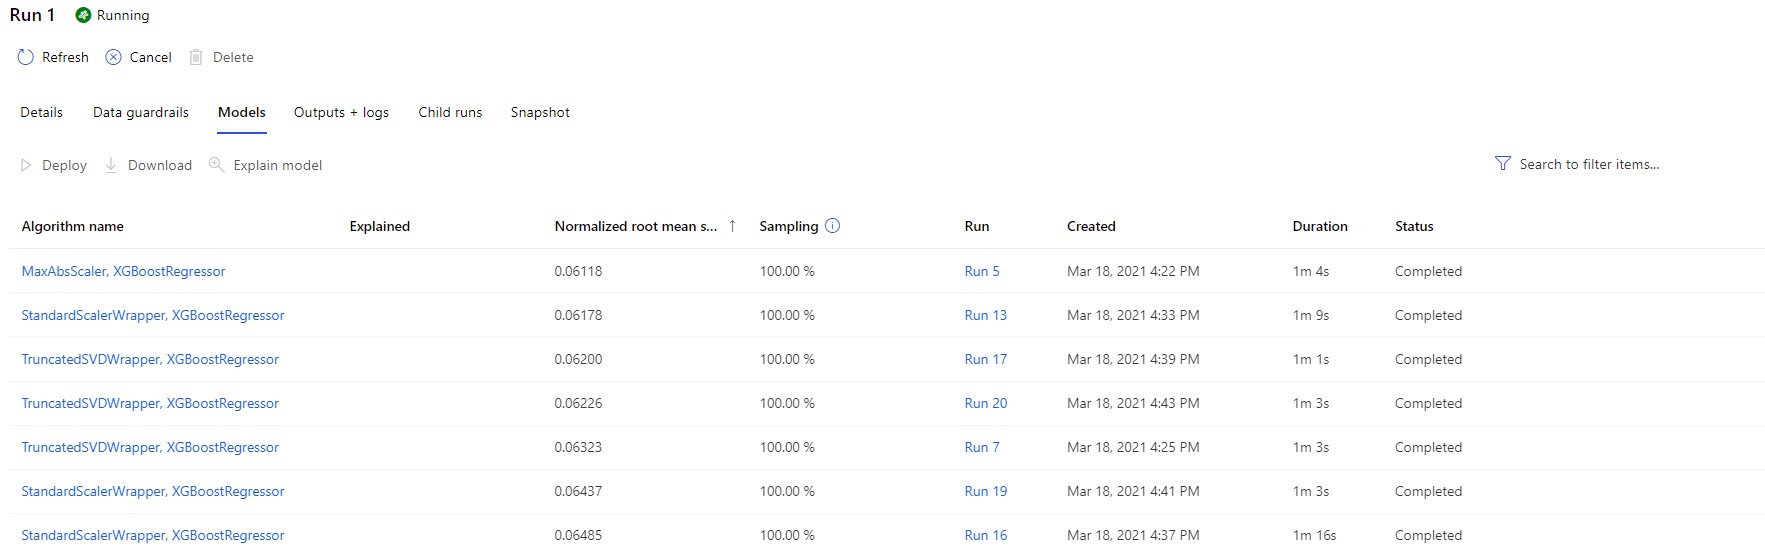 Run 1 Running
Refresh Cancel Delete
Details Data guardrails Models Outputs + logs Child runs Snapshot
Deploy Download Explain model Search to filter items...
Algorithm name Explained Normalized root mean s... ↑ Sampling Run Created Duration Status
MaxAbsScaler, XGBoostRegressor 0.06118 100.00 % Run 5 Mar 18, 2021 4:22 PM 1m 4s Completed
StandardScalerWrapper, XGBoostRegressor 0.06178 100.00 % Run 13 Mar 18, 2021 4:33 PM 1m 9s Completed
TruncatedSVDWrapper, XGBoostRegressor 0.06200 100.00 % Run 17 Mar 18, 2021 4:39 PM 1m 1s Completed
TruncatedSVDWrapper, XGBoostRegressor 0.06226 100.00 % Run 20 Mar 18, 2021 4:43 PM 1m 3s Completed
TruncatedSVDWrapper, XGBoostRegressor 0.06323 100.00 % Run 7 Mar 18, 2021 4:25 PM 1m 3s Completed
StandardScalerWrapper, XGBoostRegressor 0.06437 100.00 % Run 19 Mar 18, 2021 4:41 PM 1m 3s Completed
StandardScalerWrapper, XGBoostRegressor 0.06485 100.00 % Run 16 Mar 18, 2021 4:37 PM 1m 16s Completed